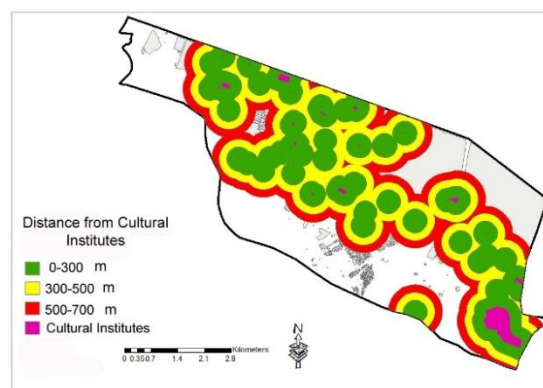 Distance from Cultural
Institutes
0-300 m
300-500 m
500-700 m
Cultural Institutes
N
Kilometers
0 0.350.7 1.4 2.1 2.8